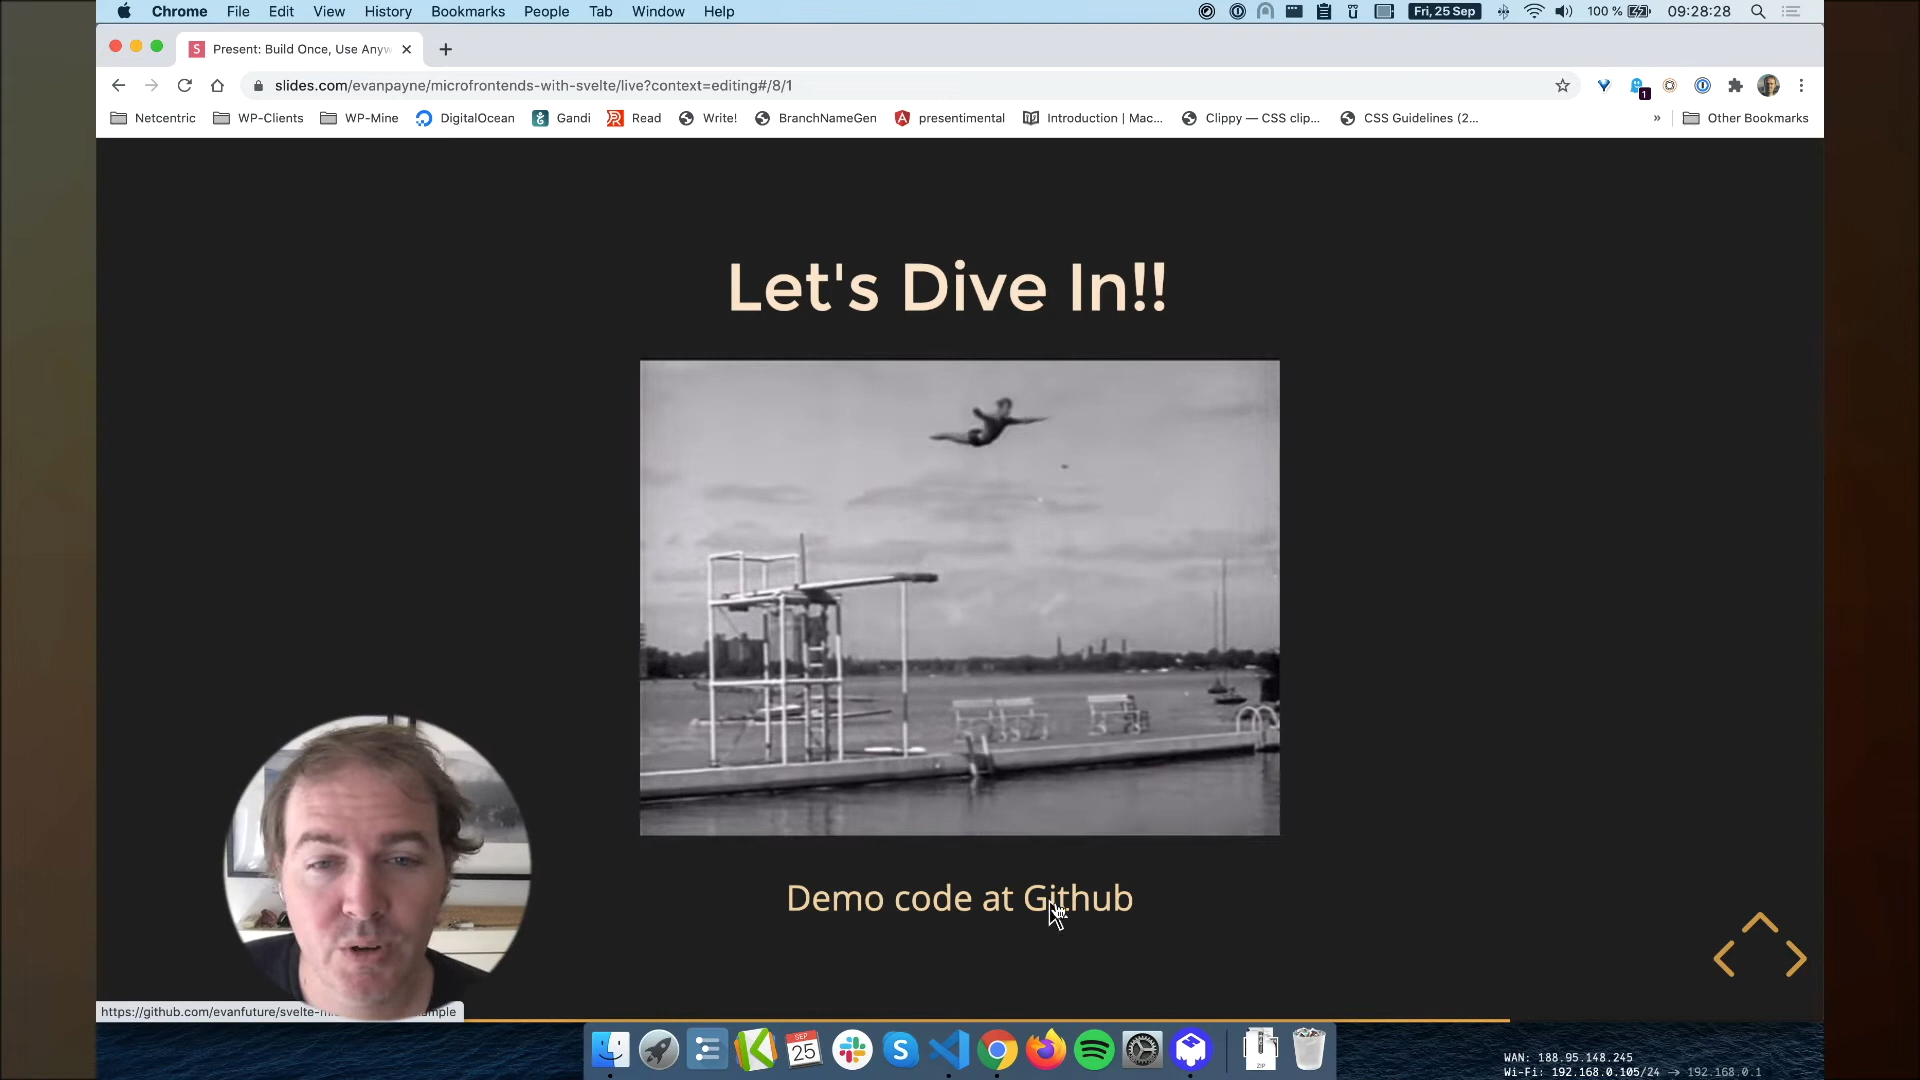 Chrome File Edit View History Bookmarks People Tab Window Help
Fri, 25 Sep 100 % 09:28:28
S Present: Build Once, Use Anyw
slides.com/evanpayne/microfrontends-with-svelte/live?context=editing#/8/1
1
Netcentric WP-Clients WP-Mine DigitalOcean Gandi Read Write! BranchNameGen presentimental Introduction | Mac... Clippy — CSS clip... CSS Guidelines (2... » Other Bookmarks
Let's Dive In!!
Demo code at Github
https://github.com/evanfuture/svelte-
SEP
25
ZIP
WAN: 188.95.148.245
Wi-Fi: 192.168.0.105/24 → 192.168.0.1